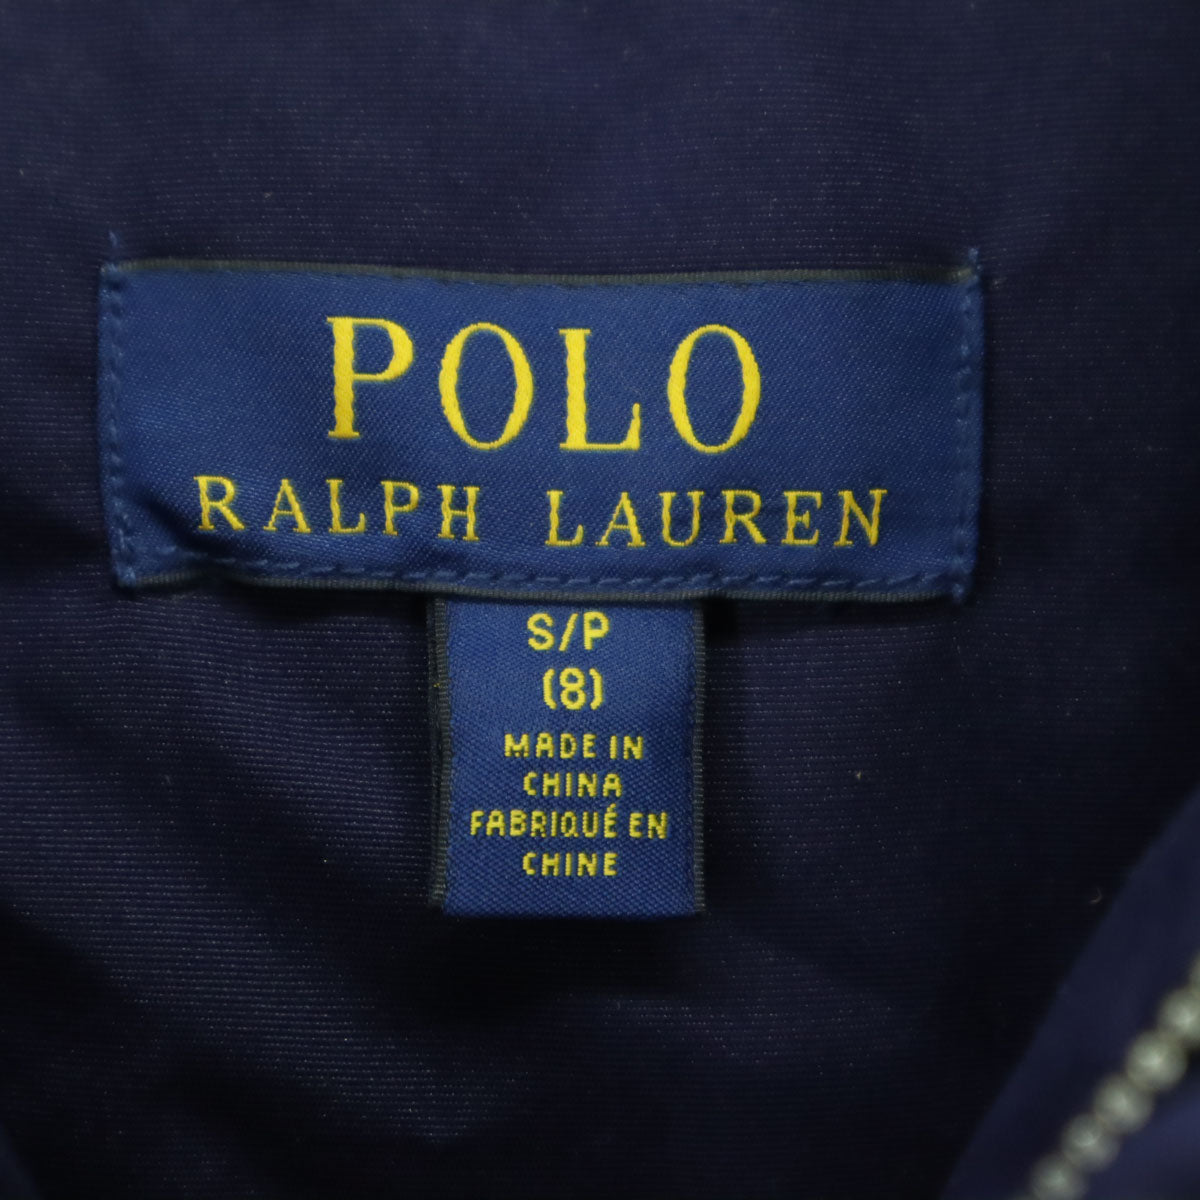 POLO
RALPH LAUREN
S/P
(8)
MADE IN
CHINA
FABRIQUÉ EN
CHINE